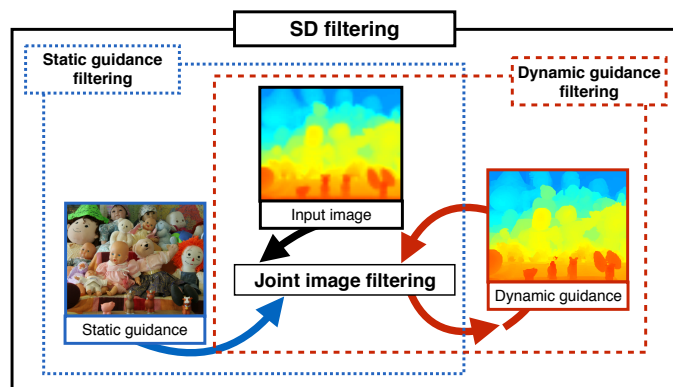 SD filtering
Static guidance
filtering
Dynamic guidance
filtering
Input image
Joint image filtering
Static guidance
Dynamic guidance